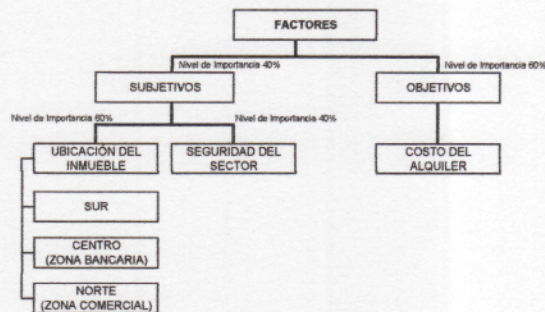 FACTORES
Nivel de Importancia 40%
Nivel de Importancia 60%
SUBJETIVOS
OBJETIVOS
Nivel de Importancia 60%
Nivel de Importancia 40%
UBICACIÓN DEL
INMUEBLE
SEGURIDAD DEL
SECTOR
COSTO DEL
ALQUILER
SUR
CENTRO
(ZONA BANCARIA)
NORTE
(ZONA COMERCIAL)